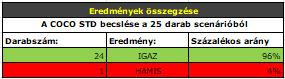 Eredmények összegzése
A COCO STD becslése a 25 darab scenárióból
Darabszám: Eredmény: Százalékos arány
24 IGAZ 96%
1 HAMIS 4%